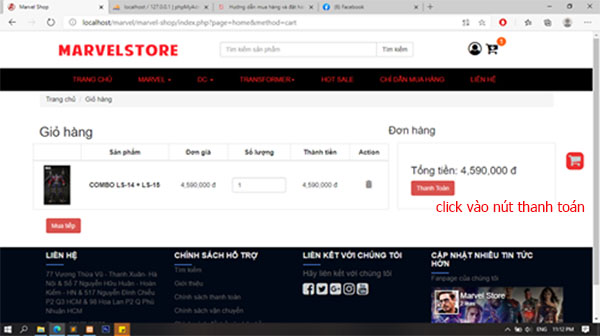 Marvel Shop
localhost / 127.0.0.1 | phpMyAd
Hướng dẫn mua hàng và đặt h
(6) Facebook
localhost/marvel/marvel-shop/index.php?page=home&method=cart
MARVELSTORE
Tìm kiếm sản phẩm
Tìm kiếm
1
TRANG CHỦ
MARVEL
DC
TRANSFORMER
HOT SALE
CHỈ DẪN MUA HÀNG
LIÊN HỆ
Trang chủ / Giỏ hàng
Giỏ hàng
Đơn hàng
Sản phẩm
Đơn giá
Số lượng
Thành tiền
Action
COMBO LS-14 + LS-15
4,590,000 đ
1
4,590,000 đ
Tổng tiền: 4,590,000 đ
Thanh Toán
click vào nút thanh toán
Mua tiếp
LIÊN HỆ
77 Vương Thừa Vũ - Thanh Xuân- Hà
Nội & Số 7 Nguyễn Hữu Huân - Hoàn
Kiếm - HN & 517 Nguyễn Đình Chiểu
P2 Q3 HCM & 98 Hoa Lan P2 Q Phú
Nhuận HCM
CHÍNH SÁCH HỖ TRỢ
Tìm kiếm
Giới thiệu
Chính sách thanh toán
Chính sách vận chuyển
LIÊN KẾT VỚI CHÚNG TÔI
Hãy liên kết với chúng tôi
CẬP NHẬT NHIỀU TIN TỨC
HƠN
Fanpage của chúng tôi
Marvel Store
2 likes
ENG
11:12 PM